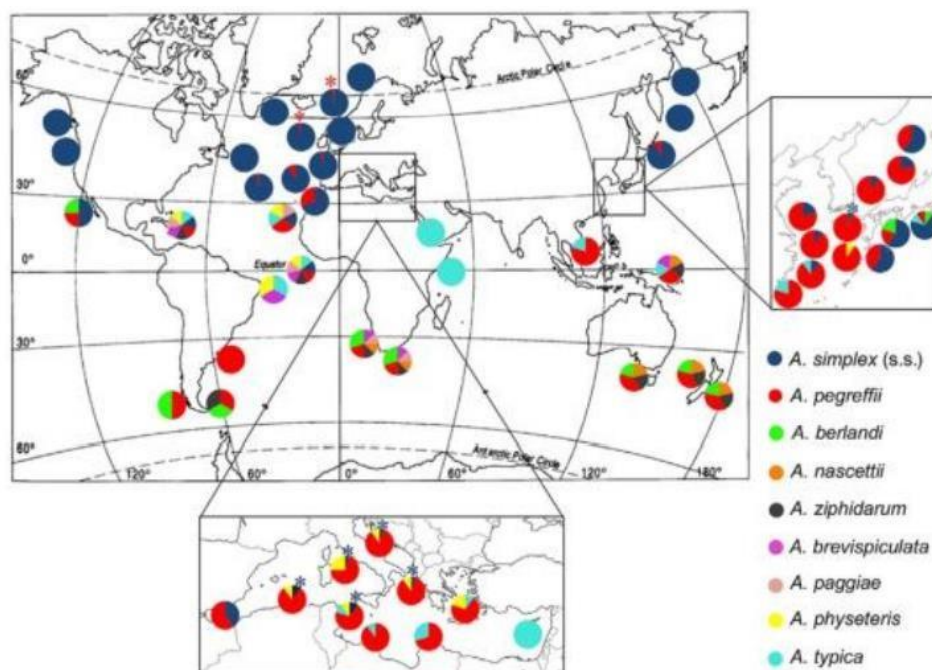 60°
Arctic Polar Circle
30°
Equator
0°
30°
60°
Antarctic Polar Circle
120°
60°
0°
60°
120°
180°
A. simplex (s.s.)
A. pegreffii
A. berlandi
A. nascettii
A. ziphidarum
A. brevispiculata
A. paggiae
A. physeteris
A. typica